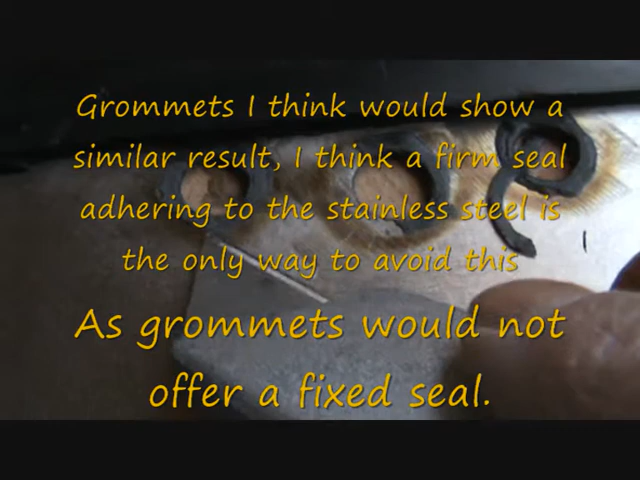 Grommets I think would show a
similar result, I think a firm seal
adhering to the stainless steel is
the only way to avoid this
As grommets would not
offer a fixed seal.